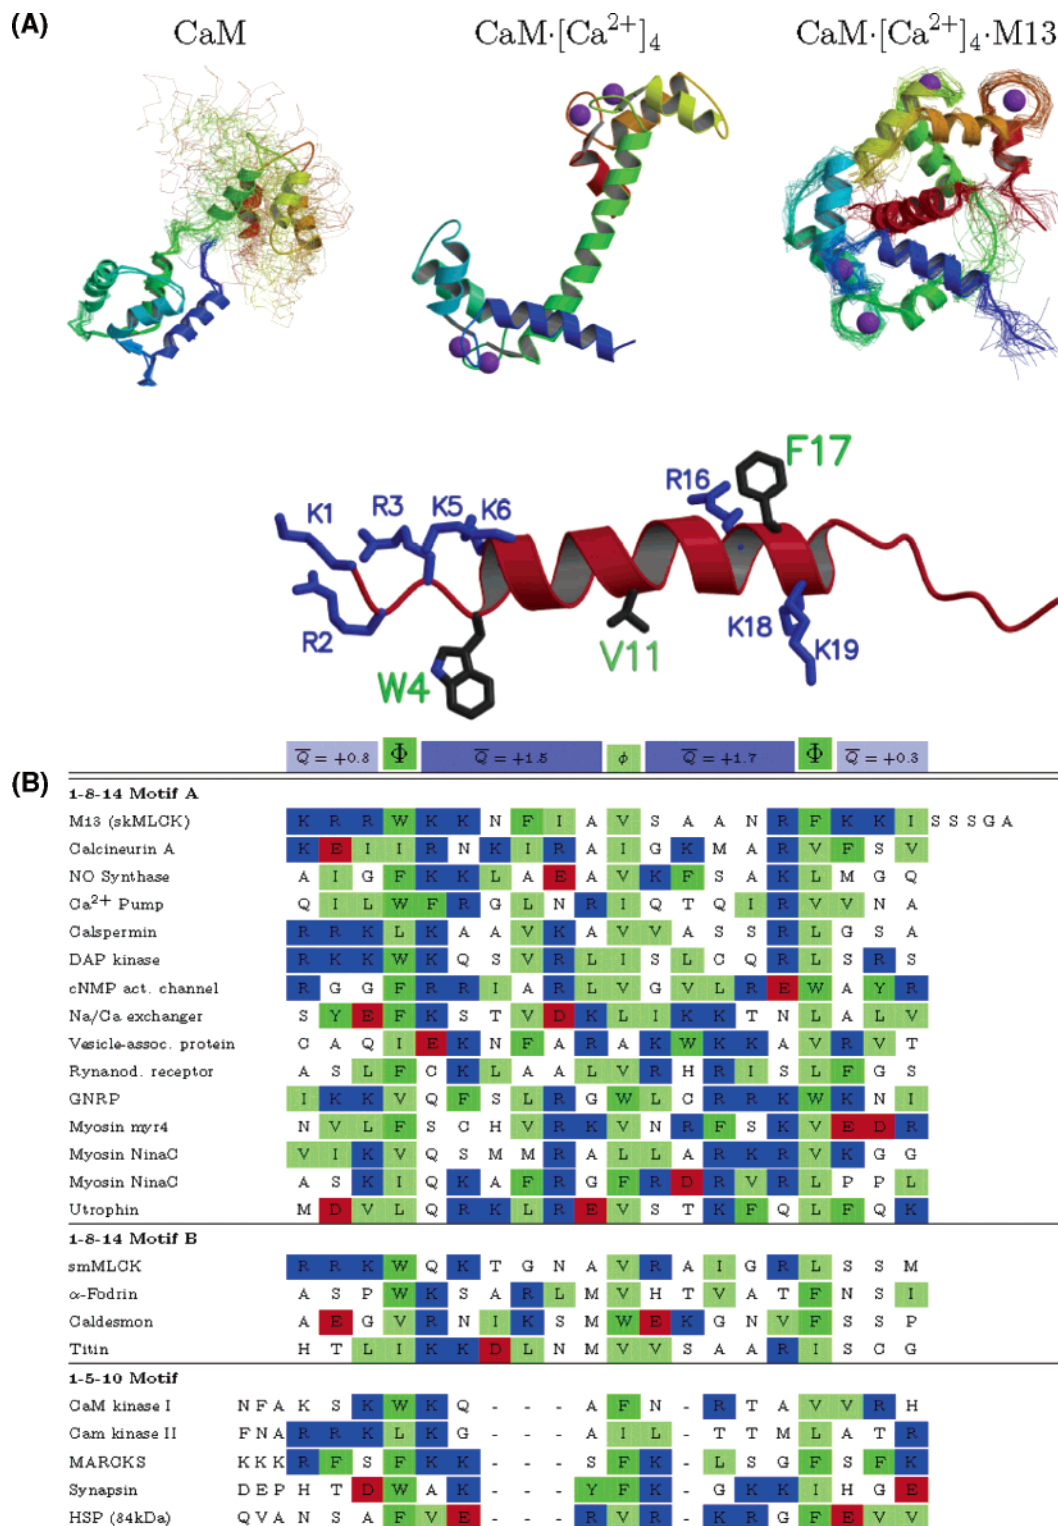 (A)
CaM
CaM·[Ca²⁺]₄
CaM·[Ca²⁺]₄·M13
F17
R16
K1
R3
K5
K6
R2
W4
V11
K18
K19
Q̅ = +0.8 Φ Q̅ = +1.5 ϕ Q̅ = +1.7 Φ Q̅ = +0.3
(B)
1-8-14 Motif A
M13 (skMLCK) K R R W K K N F I A V S A A N R F K K I S S S G A
Calcineurin A K E I I R N K I R A I G K M A R V F S V
NO Synthase A I G F K K L A E A V K F S A K L M G Q
Ca²⁺ Pump Q I L W F R G L N R I Q T Q I R V V N A
Calspermin R R K L K A A V K A V V A S S R L G S A
DAP kinase R K K W K Q S V R L I S L C Q R L S R S
cNMP act. channel R G G F R R I A R L V G V L R E W A Y R
Na/Ca exchanger S Y E F K S T V D K L I K K T N L A L V
Vesicle-assoc. protein C A Q I E K N F A R A K W K K A V R V T
Rynanod. receptor A S L F C K L A A L V R H R I S L F G S
GNRP I K K V Q F S L R G W L C R R K W K N I
Myosin myr4 N V L F S C H V R K V N R F S K V E D R
Myosin NinaC V I K V Q S M M R A L L A R K R V K G G
Myosin NinaC A S K I Q K A F R G F R D R V R L P P L
Utrophin M D V L Q R K L R E V S T K F Q L F Q K
1-8-14 Motif B
smMLCK R R K W Q K T G N A V R A I G R L S S M
α-Fodrin A S P W K S A R L M V H T V A T F N S I
Caldesmon A E G V R N I K S M W E K G N V F S S P
Titin H T L I K K D L N M V V S A A R I S C G
1-5-10 Motif
CaM kinase I N F A K S K W K Q - - - A F N - R T A V V R H
Cam kinase II F N A R R K L K G - - - A I L - T T M L A T R
MARCKS K K K R F S F K K - - - S F K - L S G F S F K
Synapsin D E P H T D W A K - - - Y F K - G K K I H G E
HSP (84kDa) Q V A N S A F V E - - - R V R - K R G F E V V